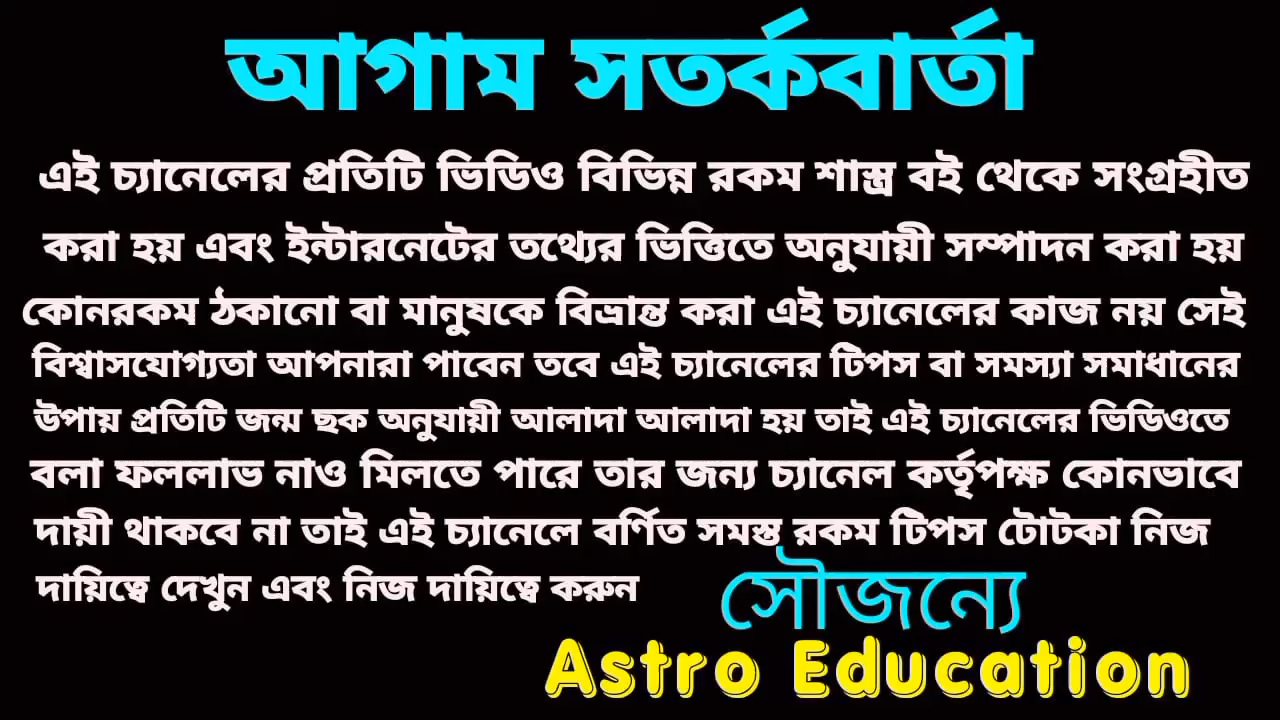 আগাম সতর্কবার্তা
এই চ্যানেলের প্রতিটি ভিডিও বিভিন্ন রকম শাস্ত্র বই থেকে সংগ্রহীত
করা হয় এবং ইন্টারনেটের তথ্যের ভিত্তিতে অনুযায়ী সম্পাদন করা হয়
কোনরকম ঠকানো বা মানুষকে বিভ্রান্ত করা এই চ্যানেলের কাজ নয় সেই
বিশ্বাসযোগ্যতা আপনারা পাবেন তবে এই চ্যানেলের টিপস বা সমস্যা সমাধানের
উপায় প্রতিটি জন্ম ছক অনুযায়ী আলাদা আলাদা হয় তাই এই চ্যানেলের ভিডিওতে
বলা ফললাভ নাও মিলতে পারে তার জন্য চ্যানেল কর্তৃপক্ষ কোনভাবে
দায়ী থাকবে না তাই এই চ্যানেলে বর্ণিত সমস্ত রকম টিপস টোটকা নিজ
দায়িত্বে দেখুন এবং নিজ দায়িত্বে করুন
সৌজন্যে
Astro Education